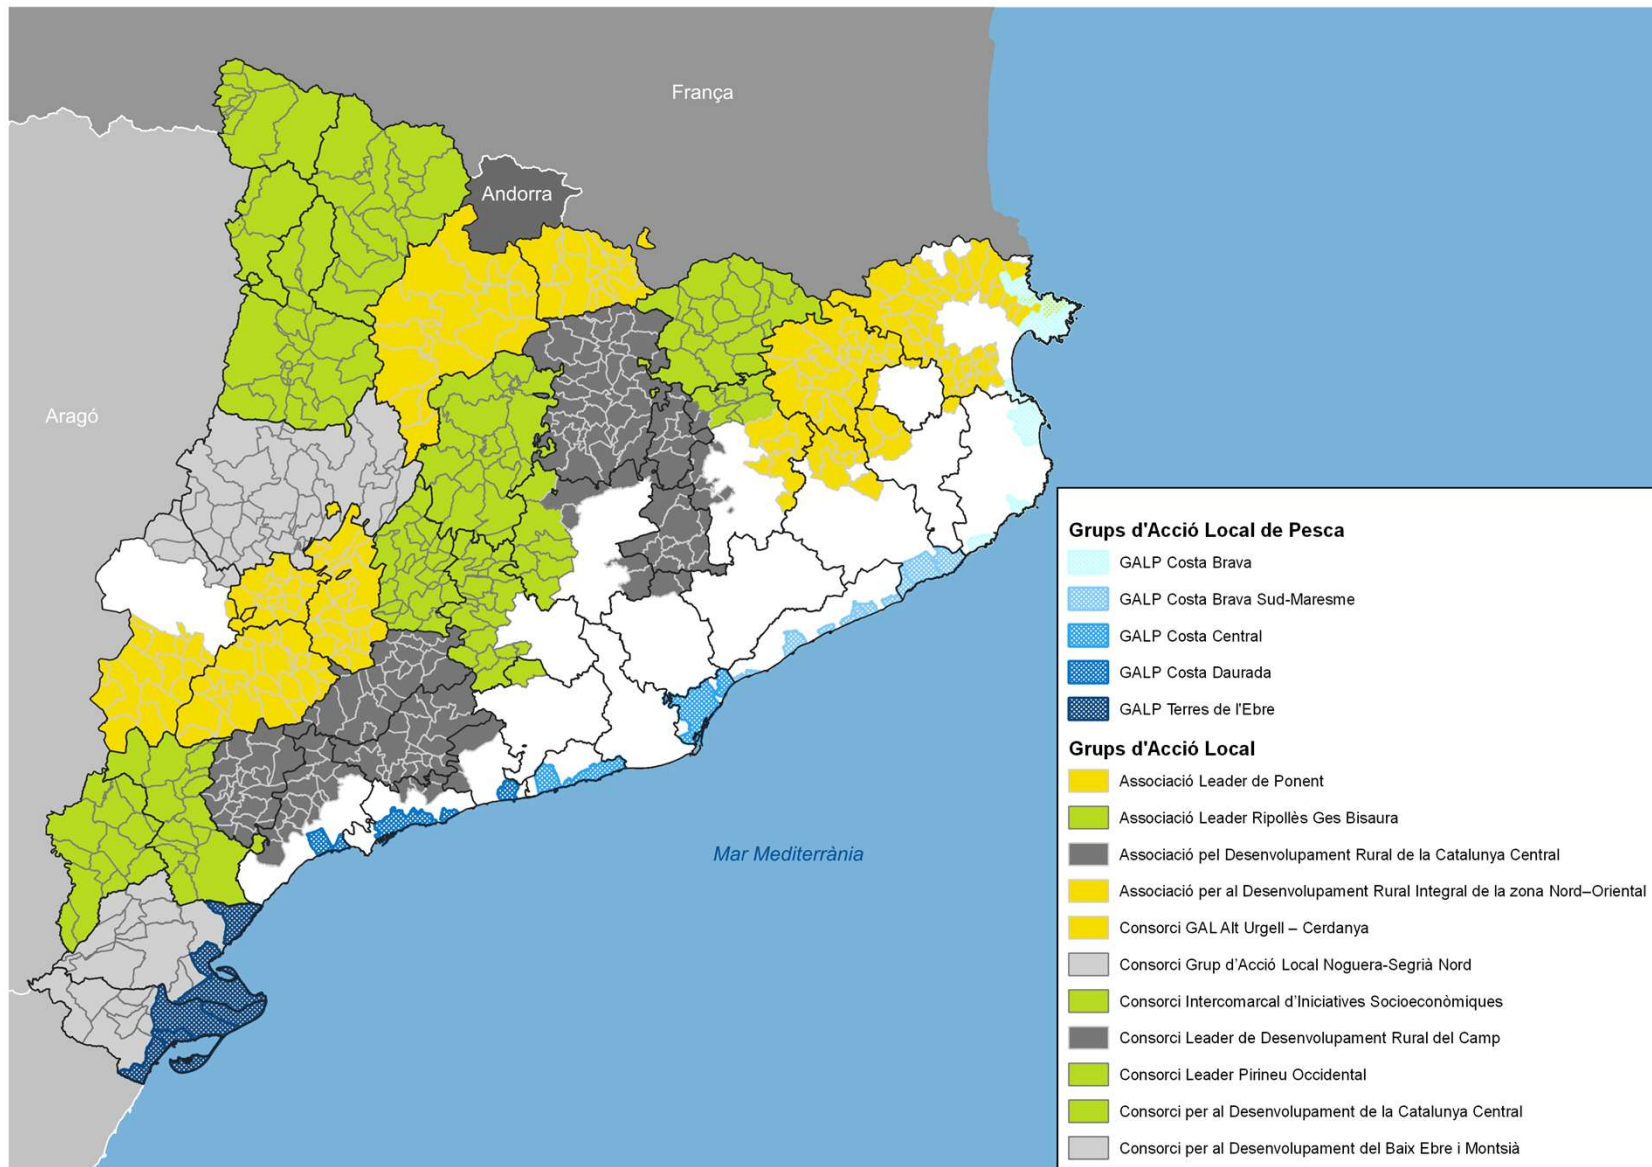 França
Andorra
Aragó
Mar Mediterrània
Grups d'Acció Local de Pesca
GALP Costa Brava
GALP Costa Brava Sud-Maresme
GALP Costa Central
GALP Costa Daurada
GALP Terres de l'Ebre
Grups d'Acció Local
Associació Leader de Ponent
Associació Leader Ripollès Ges Bisaura
Associació pel Desenvolupament Rural de la Catalunya Central
Associació per al Desenvolupament Rural Integral de la zona Nord–Oriental
Consorci GAL Alt Urgell – Cerdanya
Consorci Grup d’Acció Local Noguera-Segrià Nord
Consorci Intercomarcal d’Iniciatives Socioeconòmiques
Consorci Leader de Desenvolupament Rural del Camp
Consorci Leader Pirineu Occidental
Consorci per al Desenvolupament de la Catalunya Central
Consorci per al Desenvolupament del Baix Ebre i Montsià